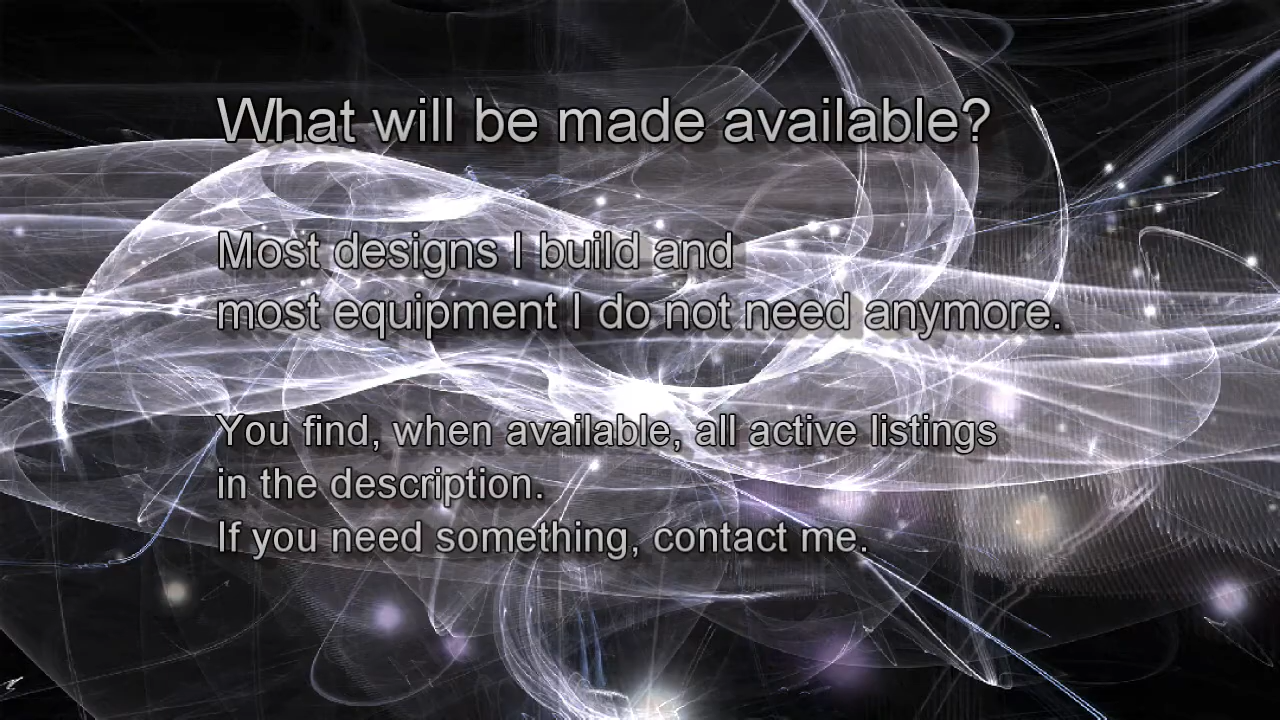 What will be made available?
Most designs I build and
most equipment I do not need anymore.
You find, when available, all active listings
in the description.
If you need something, contact me.